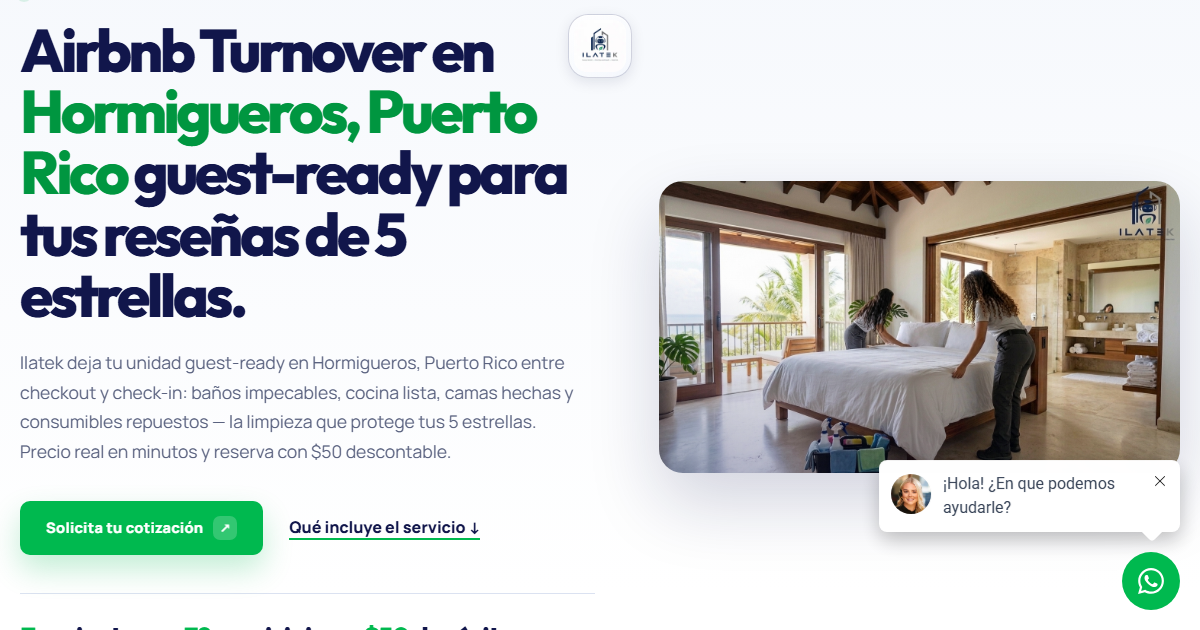 Airbnb Turnover en
ILATEK
Hormigueros, Puerto
Rico guest-ready para
tus reseñas de 5
estrellas.
ILATEK
Ilatek deja tu unidad guest-ready en Hormigueros, Puerto Rico entre
checkout y check-in: baños impecables, cocina lista, camas hechas y
consumibles repuestos — la limpieza que protege tus 5 estrellas.
Precio real en minutos y reserva con $50 descontable.
¡Hola! ¿En que podemos
ayudarle?
Solicita tu cotización ↗
Qué incluye el servicio ↓